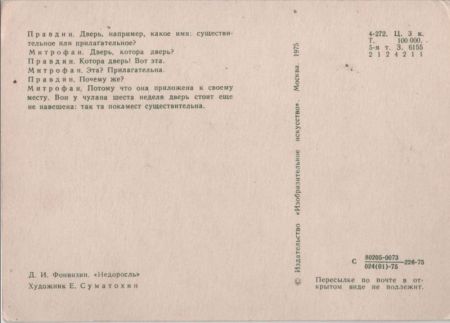 Правдин. Дверь, например, какое имя: существи-
тельное или прилагательное?
Митрофан. Дверь, котора дверь?
Правдин. Котора дверь! Вот эта.
Митрофан. Эта? Прилагательна.
Правдин. Почему же?
Митрофан. Потому что она приложена к своему
месту. Вон у чулана шеста неделя дверь стоит еще
не навешена: так та покамест существительна.
Д. И. Фонвизин. «Недоросль»
Художник Е. Суматохин
© Издательство «Изобразительное искусство». Москва. 1975
4-272. Ц. 3 к.
Т. 100 000.
5-я т. З. 6155
2 1 2 4 2 1 1
С 80205-0073 226-75
024(01)-75
Пересылке по почте в от-
крытом виде не подлежит.